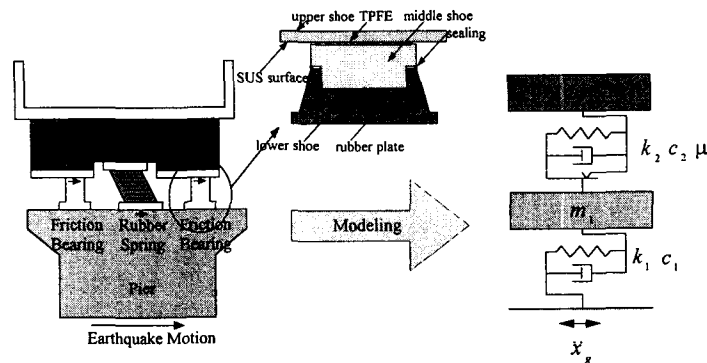 upper shoe TPFE middle shoe
sealing
SUS surface
lower shoe rubber plate
Friction Bearing
Rubber Spring
Friction Bearing
Pier
Earthquake Motion
Modeling
k₂ c₂ μ
m₁
k₁ c₁
ẍ_g